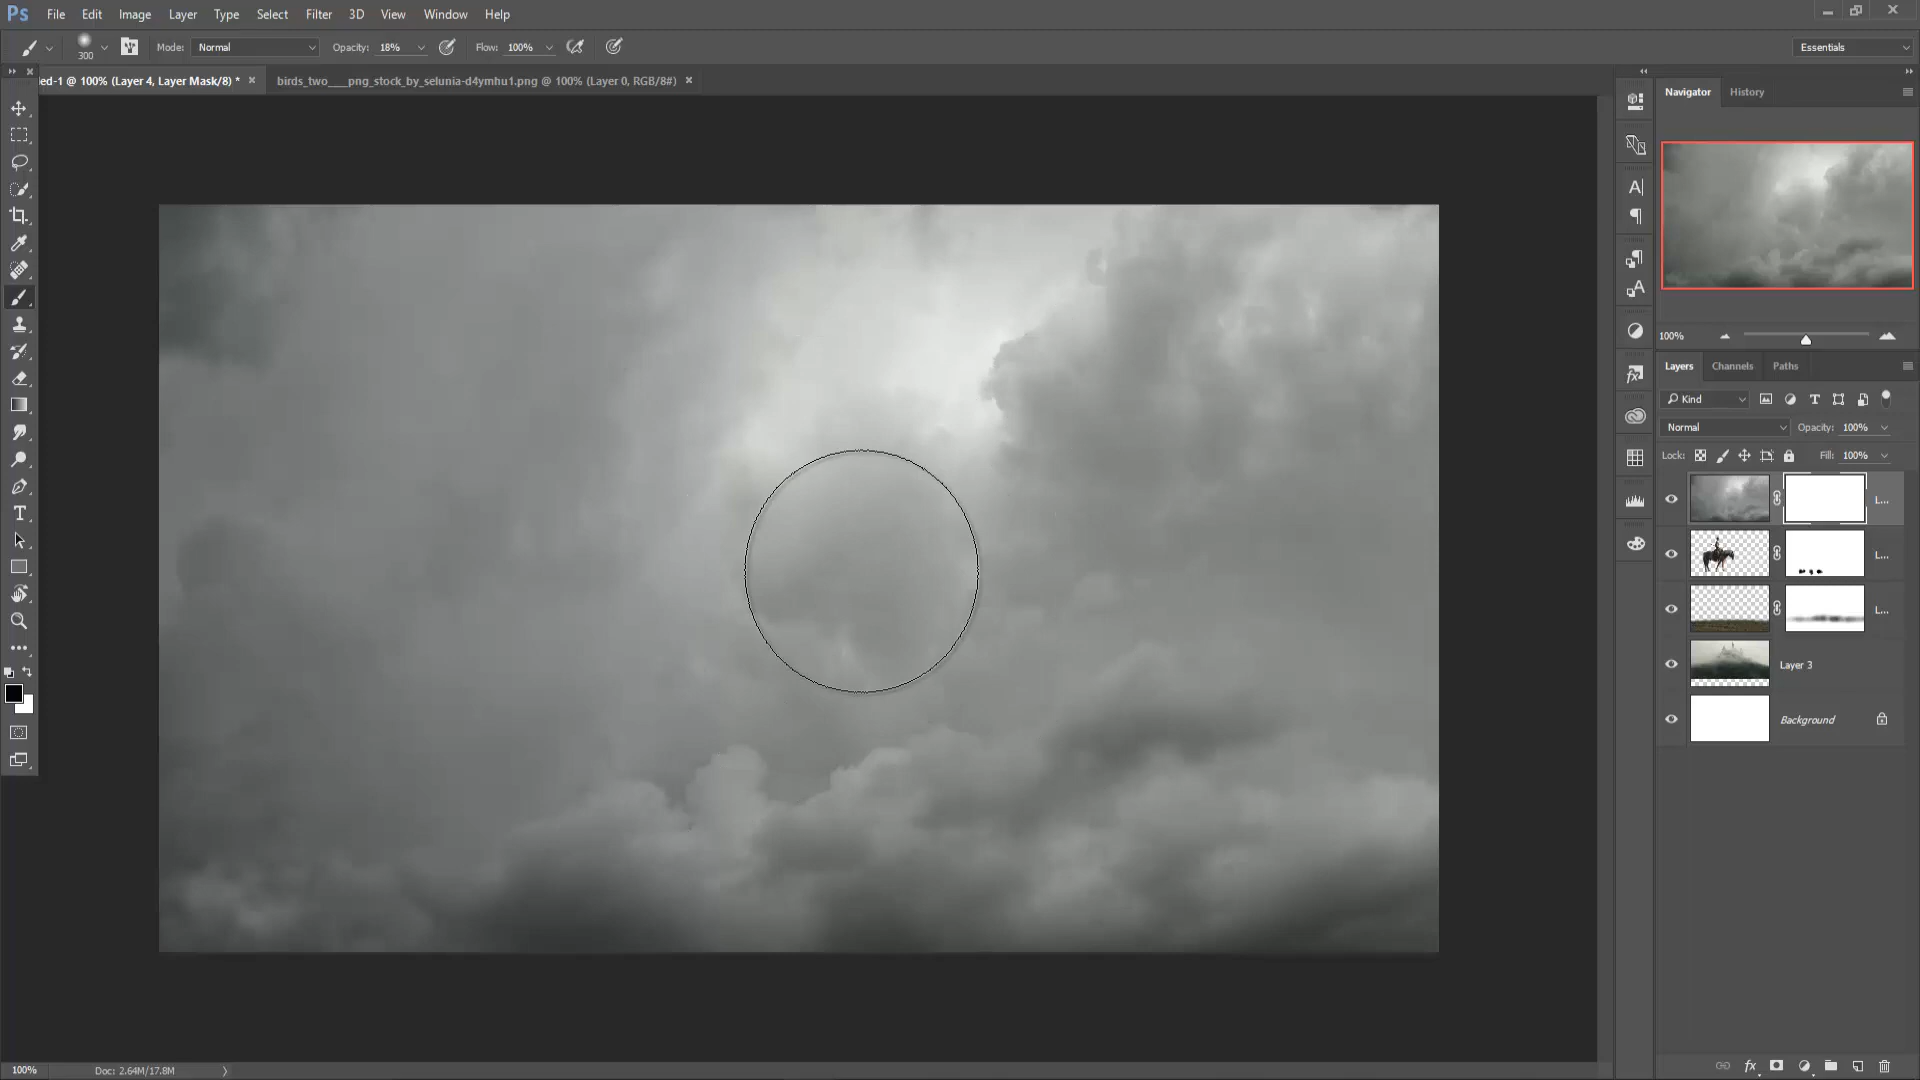 Ps File Edit Image Layer Type Select Filter 3D View Window Help
300 Mode: Normal Opacity: 18% Flow: 100% Essentials
ed-1 @ 100% (Layer 4, Layer Mask/8) * birds_two___png_stock_by_selunia-d4ymhu1.png @ 100% (Layer 0, RGB/8#)
Navigator History
100%
Layers Channels Paths
Kind
Normal Opacity: 100%
Lock: Fill: 100%
L...
L...
L...
Layer 3
Background
100% Doc: 2.64M/17.8M